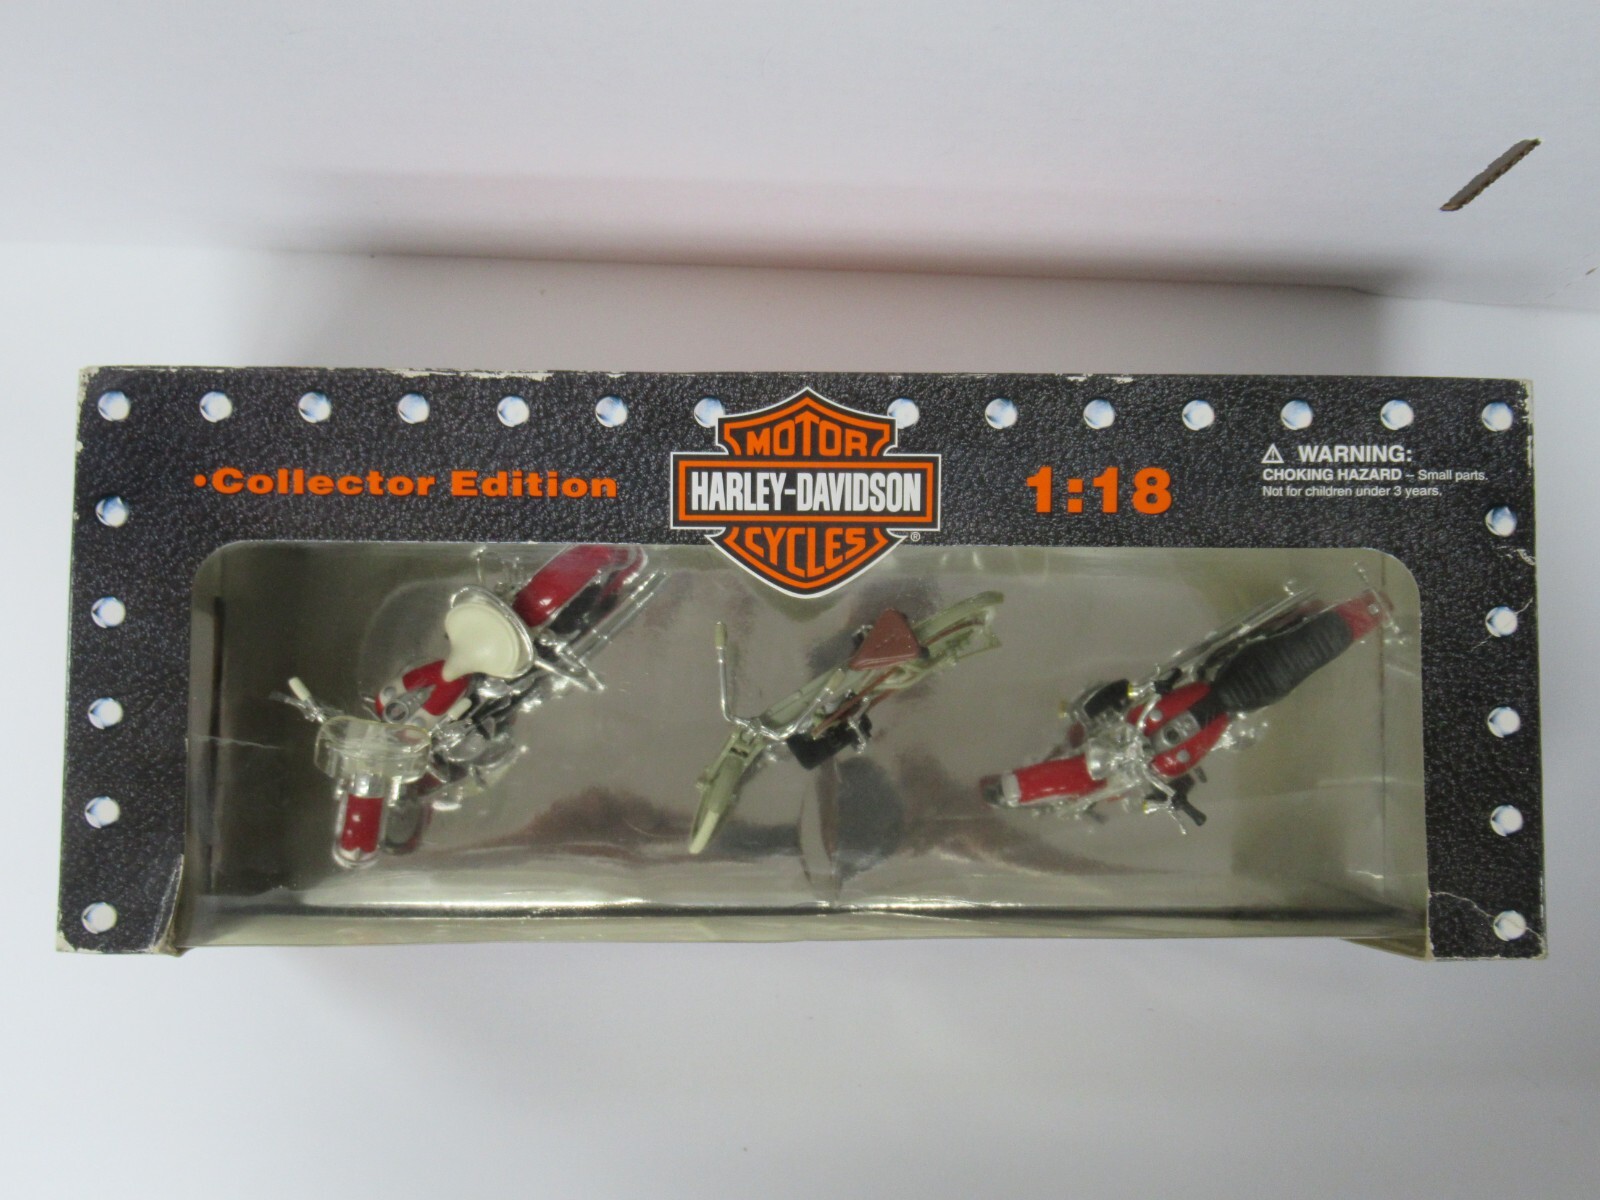 •Collector Edition
MOTOR
HARLEY-DAVIDSON
CYCLES
®
1:18
⚠ WARNING:
CHOKING HAZARD – Small parts.
Not for children under 3 years.